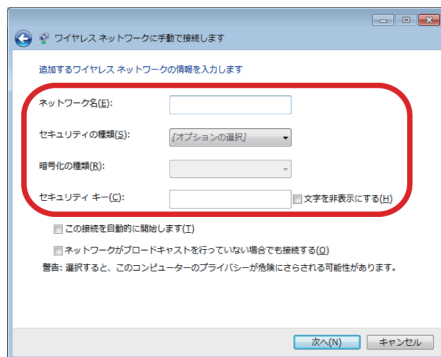 ワイヤレス ネットワークに手動で接続します
追加するワイヤレス ネットワークの情報を入力します
ネットワーク名(E):
セキュリティの種類(S): [オプションの選択]
暗号化の種類(R):
セキュリティ キー(C): 文字を非表示にする(H)
この接続を自動的に開始します(T)
ネットワークがブロードキャストを行っていない場合でも接続する(O)
警告: 選択すると、このコンピューターのプライバシーが危険にさらされる可能性があります。
次へ(N) キャンセル